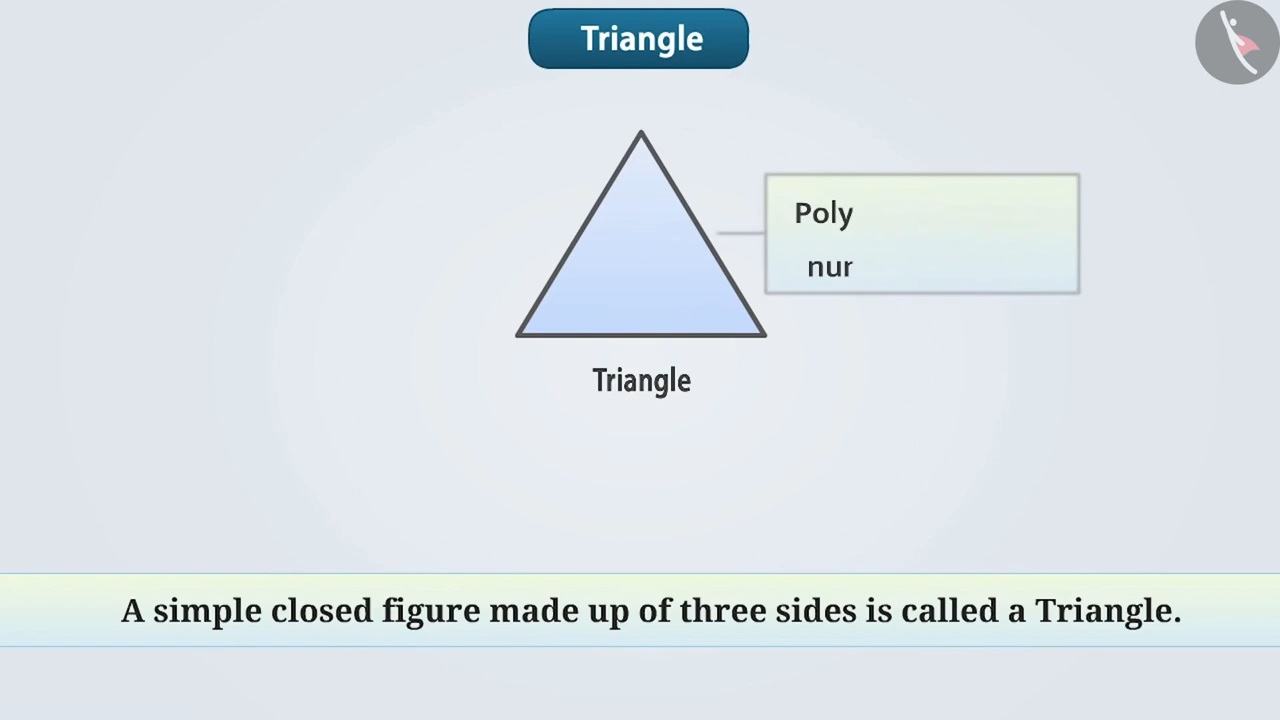 Triangle
Poly
nur
Triangle
A simple closed figure made up of three sides is called a Triangle.